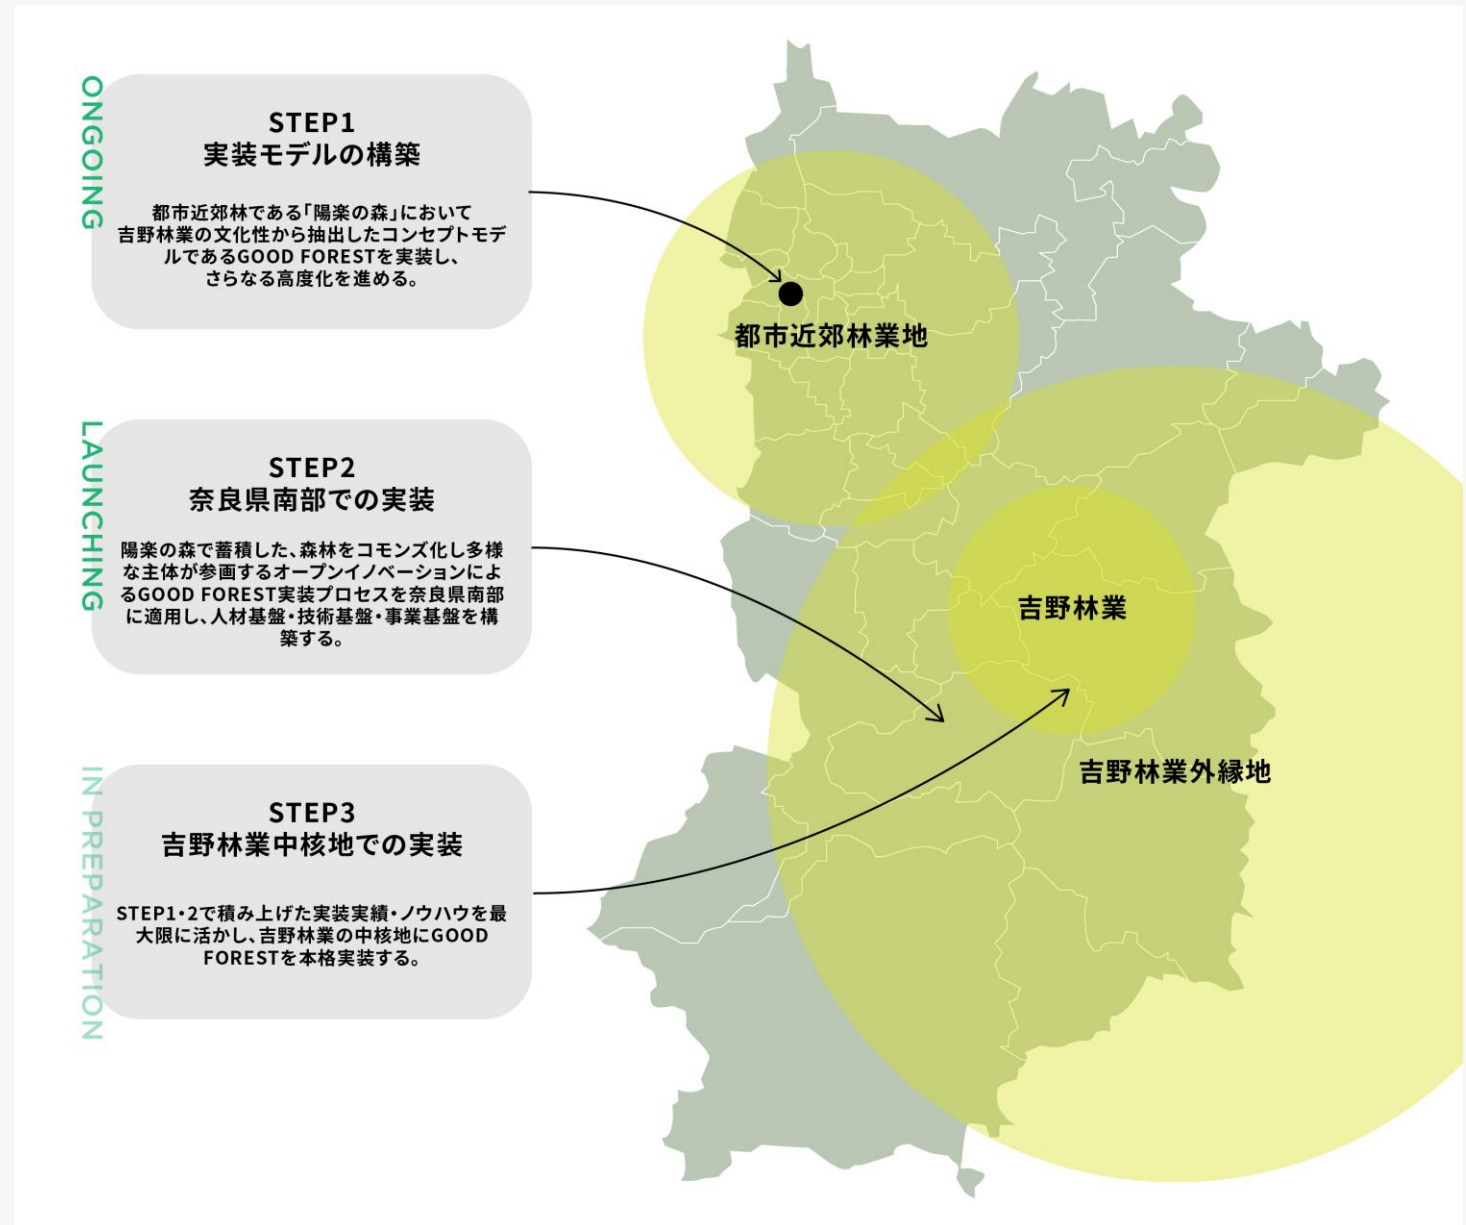 ONGOING
STEP1
実装モデルの構築
都市近郊林である「陽楽の森」において
吉野林業の文化性から抽出したコンセプトモデ
ルであるGOOD FORESTを実装し、
さらなる高度化を進める。
都市近郊林業地
LAUNCHING
STEP2
奈良県南部での実装
陽楽の森で蓄積した、森林をコモンズ化し多様
な主体が参画するオープンイノベーションによ
るGOOD FOREST実装プロセスを奈良県南部
に適用し、人材基盤・技術基盤・事業基盤を構
築する。
吉野林業
吉野林業外縁地
IN PREPARATION
STEP3
吉野林業中核地での実装
STEP1・2で積み上げた実装実績・ノウハウを最
大限に活かし、吉野林業の中核地にGOOD
FORESTを本格実装する。